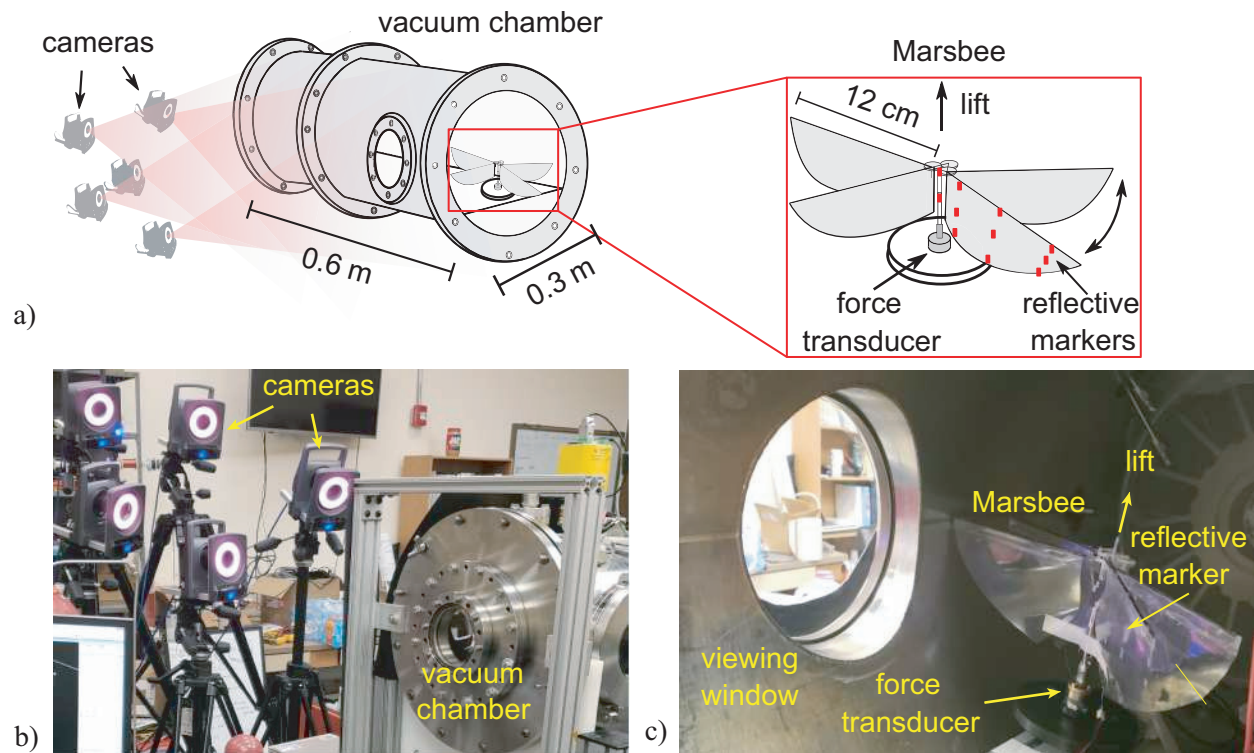 vacuum chamber
cameras
0.6 m
0.3 m
a)
Marsbee
12 cm
lift
force
transducer
reflective
markers
cameras
vacuum
chamber
b)
lift
Marsbee
reflective
marker
viewing
window
force
transducer
c)